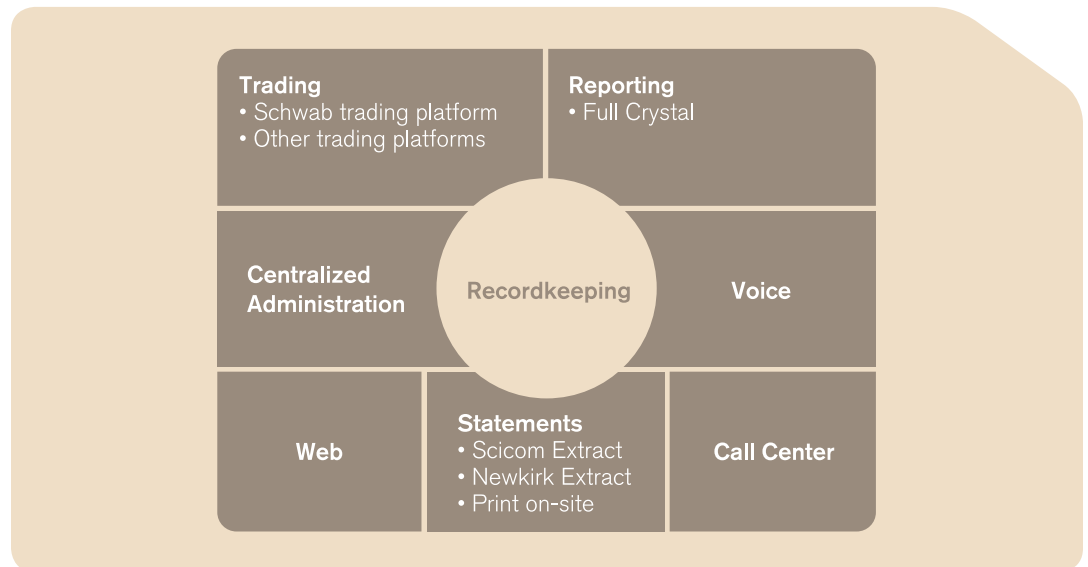 Trading
• Schwab trading platform
• Other trading platforms
Reporting
• Full Crystal
Centralized
Administration
Recordkeeping
Voice
Web
Statements
• Scicom Extract
• Newkirk Extract
• Print on-site
Call Center